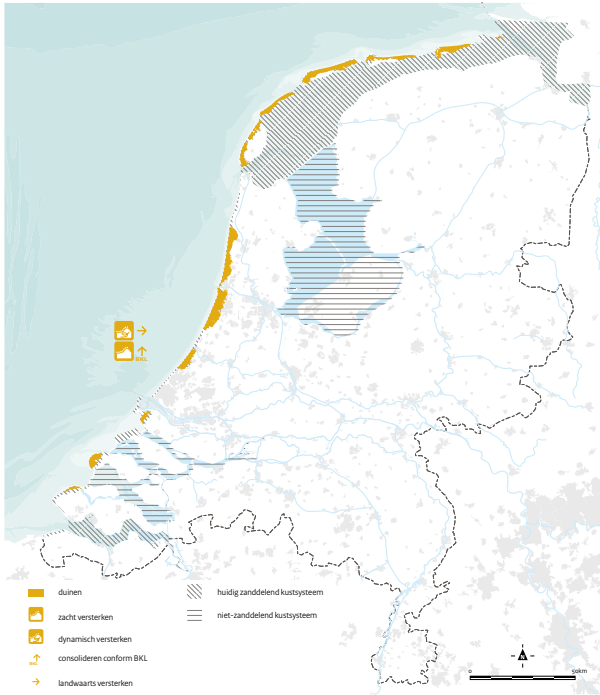 BKL
duinen
huidig zanddelend kustsysteem
zacht versterken
niet-zanddelend kustsysteem
dynamisch versterken
BKL
consolideren conform BKL
landwaarts versterken
N
0
50km